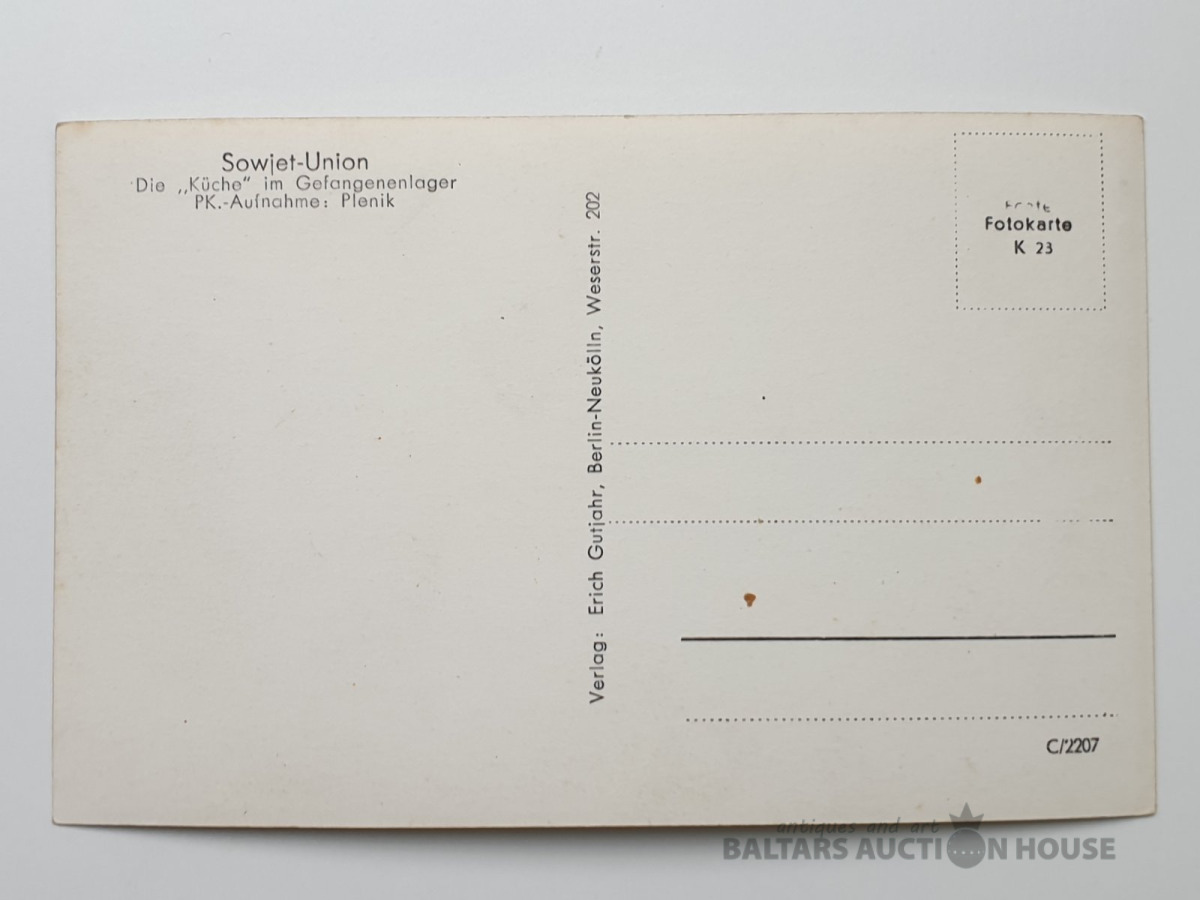 Sowjet-Union
Die „Küche“ im Gefangenenlager
PK.-Aufnahme: Plenik
Verlag: Erich Gutjahr, Berlin-Neukölln, Weserstr. 202
Fotokarte
K 23
C/2207
antiques and art
BALTARS AUCTION HOUSE